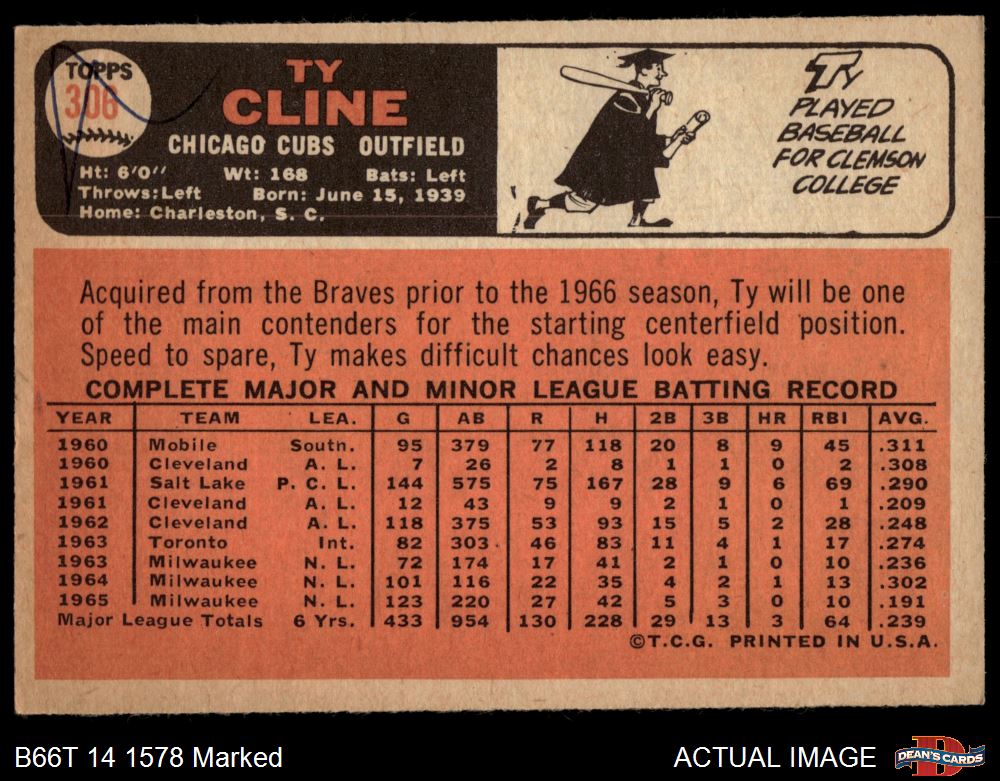 TOPPS
306
TY
CLINE
CHICAGO CUBS OUTFIELD
Ht: 6'0" Wt: 168 Bats: Left
Throws: Left Born: June 15, 1939
Home: Charleston, S. C.
TY
PLAYED
BASEBALL
FOR CLEMSON
COLLEGE
Acquired from the Braves prior to the 1966 season, Ty will be one
of the main contenders for the starting centerfield position.
Speed to spare, Ty makes difficult chances look easy.
COMPLETE MAJOR AND MINOR LEAGUE BATTING RECORD
YEAR TEAM LEA. G AB R H 2B 3B HR RBI AVG.
1960 Mobile South. 95 379 77 118 20 8 9 45 .311
1960 Cleveland A. L. 7 26 2 8 1 1 0 2 .308
1961 Salt Lake P. C. L. 144 575 75 167 28 9 6 69 .290
1961 Cleveland A. L. 12 43 9 9 2 1 0 1 .209
1962 Cleveland A. L. 118 375 53 93 15 5 2 28 .248
1963 Toronto Int. 82 303 46 83 11 4 1 17 .274
1963 Milwaukee N. L. 72 174 17 41 2 1 0 10 .236
1964 Milwaukee N. L. 101 116 22 35 4 2 1 13 .302
1965 Milwaukee N. L. 123 220 27 42 5 3 0 10 .191
Major League Totals 6 Yrs. 433 954 130 228 29 13 3 64 .239
©T.C.G. PRINTED IN U.S.A.
B66T 14 1578 Marked
ACTUAL IMAGE
DEAN'S CARDS